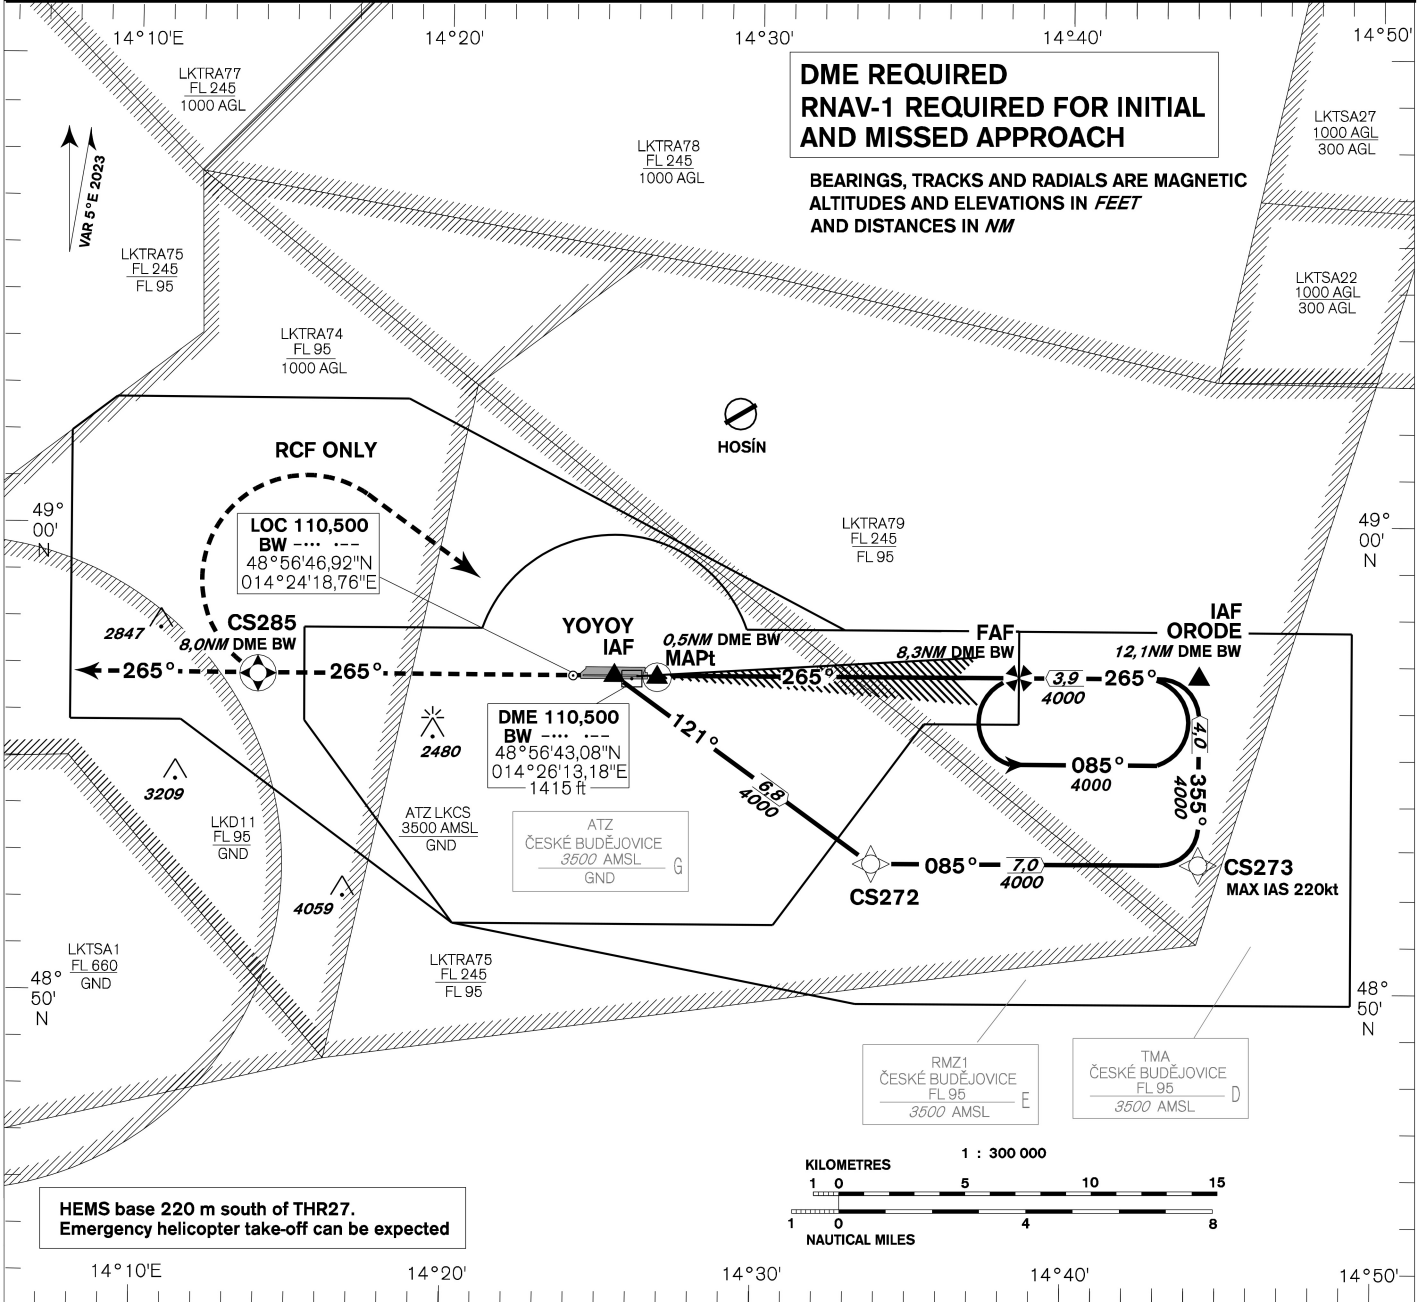 14°10'E
14°20'
14°30'
14°40'
14°50'
DME REQUIRED
RNAV-1 REQUIRED FOR INITIAL
AND MISSED APPROACH
BEARINGS, TRACKS AND RADIALS ARE MAGNETIC
ALTITUDES AND ELEVATIONS IN FEET
AND DISTANCES IN NM
LKTRA77
FL 245
1000 AGL
LKTRA78
FL 245
1000 AGL
LKTSA27
1000 AGL
300 AGL
VAR 5°E 2023
LKTRA75
FL 245
FL 95
LKTSA22
1000 AGL
300 AGL
LKTRA74
FL 95
1000 AGL
HOSÍN
RCF ONLY
49°
00'
N
LOC 110,500
BW –··· ·––
48°56'46,92"N
014°24'18,76"E
LKTRA79
FL 245
FL 95
49°
00'
N
2847
CS285
8,0NM DME BW
YOYOY
IAF
0,5NM DME BW
MAPt
FAF
8,3NM DME BW
IAF
ORODE
12,1NM DME BW
265°
265°
265°
3,9
4000
265°
121°
6,8
4000
085°
4000
4,0
355°
4000
2480
DME 110,500
BW –··· ·––
48°56'43,08"N
014°26'13,18"E
1415 ft
3209
LKD11
FL 95
GND
ATZ LKCS
3500 AMSL
GND
ATZ
ČESKÉ BUDĚJOVICE
3500 AMSL
GND
G
CS272
085°
7,0
4000
CS273
MAX IAS 220kt
4059
LKTSA1
FL 660
GND
LKTRA75
FL 245
FL 95
48°
50'
N
48°
50'
N
RMZ1
ČESKÉ BUDĚJOVICE
FL 95
3500 AMSL
E
TMA
ČESKÉ BUDĚJOVICE
FL 95
3500 AMSL
D
1 : 300 000
KILOMETRES
1 0 5 10 15
1 0 4 8
NAUTICAL MILES
HEMS base 220 m south of THR27.
Emergency helicopter take-off can be expected
14°10'E
14°20'
14°30'
14°40'
14°50'